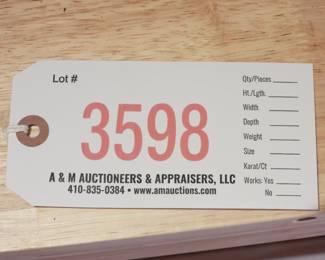 Lot #
3598
A & M AUCTIONEERS & APPRAISERS, LLC
410-835-0384 • www.amauctions.com
Qty/Pieces
Ht./Lgth.
Width
Depth
Weight
Size
Karat/Ct
Works: Yes
No